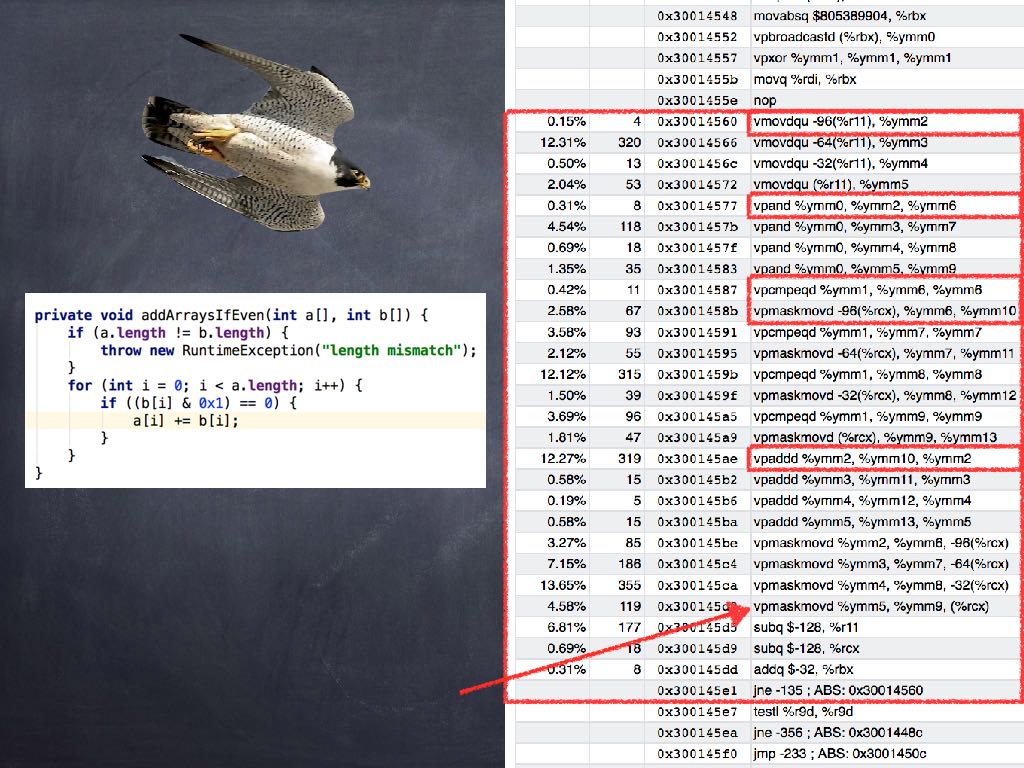 private void addArraysIfEven(int a[], int b[]) {
if (a.length != b.length) {
throw new RuntimeException("length mismatch");
}
for (int i = 0; i < a.length; i++) {
if ((b[i] & 0x1) == 0) {
a[i] += b[i];
}
}
}
0x30014548 movabsq $805389904, %rbx
0x30014552 vpbroadcastd (%rbx), %ymm0
0x30014557 vpxor %ymm1, %ymm1, %ymm1
0x3001455b movq %rdi, %rbx
0x3001455e nop
0.15% 4 0x30014560 vmovdqu -96(%r11), %ymm2
12.31% 320 0x30014566 vmovdqu -64(%r11), %ymm3
0.50% 13 0x3001456c vmovdqu -32(%r11), %ymm4
2.04% 53 0x30014572 vmovdqu (%r11), %ymm5
0.31% 8 0x30014577 vpand %ymm0, %ymm2, %ymm6
4.54% 118 0x3001457b vpand %ymm0, %ymm3, %ymm7
0.69% 18 0x3001457f vpand %ymm0, %ymm4, %ymm8
1.35% 35 0x30014583 vpand %ymm0, %ymm5, %ymm9
0.42% 11 0x30014587 vpcmpeqd %ymm1, %ymm6, %ymm6
2.58% 67 0x3001458b vpmaskmovd -96(%rcx), %ymm6, %ymm10
3.58% 93 0x30014591 vpcmpeqd %ymm1, %ymm7, %ymm7
2.12% 55 0x30014595 vpmaskmovd -64(%rcx), %ymm7, %ymm11
12.12% 315 0x3001459b vpcmpeqd %ymm1, %ymm8, %ymm8
1.50% 39 0x3001459f vpmaskmovd -32(%rcx), %ymm8, %ymm12
3.69% 96 0x300145a5 vpcmpeqd %ymm1, %ymm9, %ymm9
1.81% 47 0x300145a9 vpmaskmovd (%rcx), %ymm9, %ymm13
12.27% 319 0x300145ae vpaddd %ymm2, %ymm10, %ymm2
0.58% 15 0x300145b2 vpaddd %ymm3, %ymm11, %ymm3
0.19% 5 0x300145b6 vpaddd %ymm4, %ymm12, %ymm4
0.58% 15 0x300145ba vpaddd %ymm5, %ymm13, %ymm5
3.27% 85 0x300145be vpmaskmovd %ymm2, %ymm6, -96(%rcx)
7.15% 186 0x300145c4 vpmaskmovd %ymm3, %ymm7, -64(%rcx)
13.65% 355 0x300145ca vpmaskmovd %ymm4, %ymm8, -32(%rcx)
4.58% 119 vpmaskmovd %ymm5, %ymm9, (%rcx)
6.81% 177 0x300145d5 subq $-128, %r11
0.69% 18 0x300145d9 subq $-128, %rcx
0.31% 8 0x300145dd addq $-32, %rbx
0x300145e1 jne -135 ; ABS: 0x30014560
0x300145e7 testl %r9d, %r9d
0x300145ea jne -356 ; ABS: 0x3001448c
0x300145f0 jmp -233 ; ABS: 0x3001450c